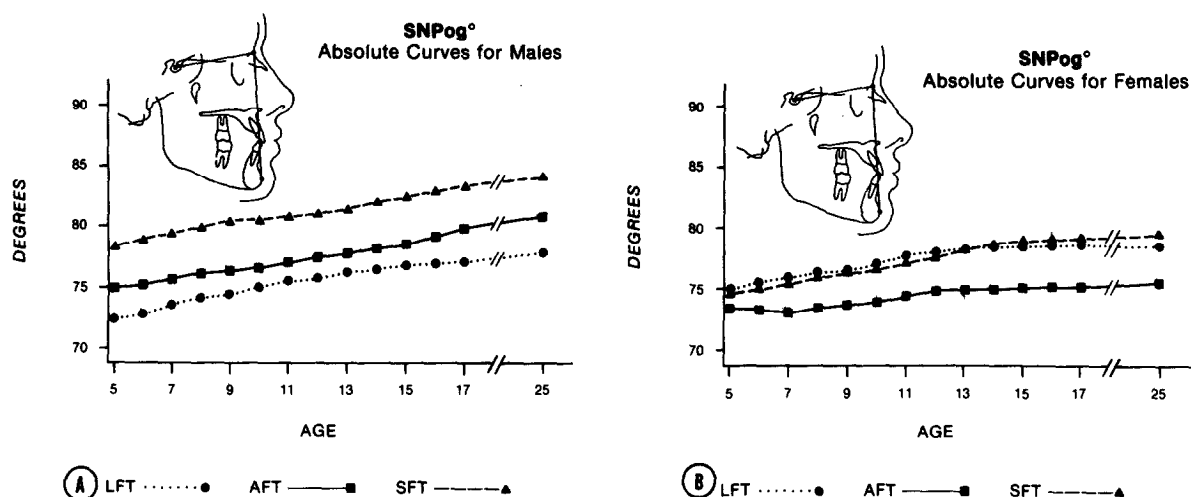 SNPog°
Absolute Curves for Males
DEGREES
90
85
80
75
70
5 7 9 11 13 15 17 25
AGE
A LFT AFT SFT
SNPog°
Absolute Curves for Females
DEGREES
90
85
80
75
70
5 7 9 11 13 15 17 25
AGE
B LFT AFT SFT